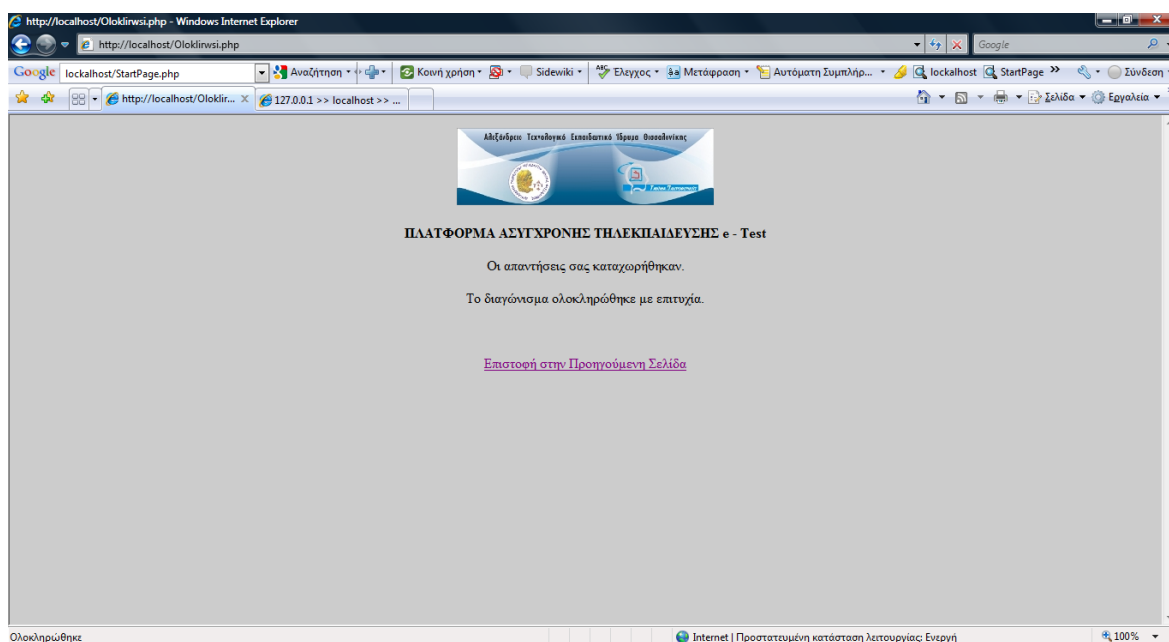 http://localhost/Oloklirwsi.php - Windows Internet Explorer
http://localhost/Oloklirwsi.php
Google
Google lockalhost/StartPage.php Αναζήτηση Κοινή χρήση Sidewiki Έλεγχος Μετάφραση Αυτόματη Συμπλήρ... lockalhost StartPage >> Σύνδεση
http://localhost/Oloklir... X 127.0.0.1 >> localhost >> ... Σελίδα Εργαλεία
Αλεξάνδρειο Τεχνολογικό Εκπαιδευτικό Ίδρυμα Θεσσαλονίκης
ΠΛΑΤΦΟΡΜΑ ΑΣΥΓΧΡΟΝΗΣ ΤΗΛΕΚΠΑΙΔΕΥΣΗΣ e - Test
Οι απαντήσεις σας καταχωρήθηκαν.
Το διαγώνισμα ολοκληρώθηκε με επιτυχία.
Επιστοφή στην Προηγούμενη Σελίδα
Ολοκληρώθηκε Internet | Προστατευμένη κατάσταση λειτουργίας: Ενεργή 100%